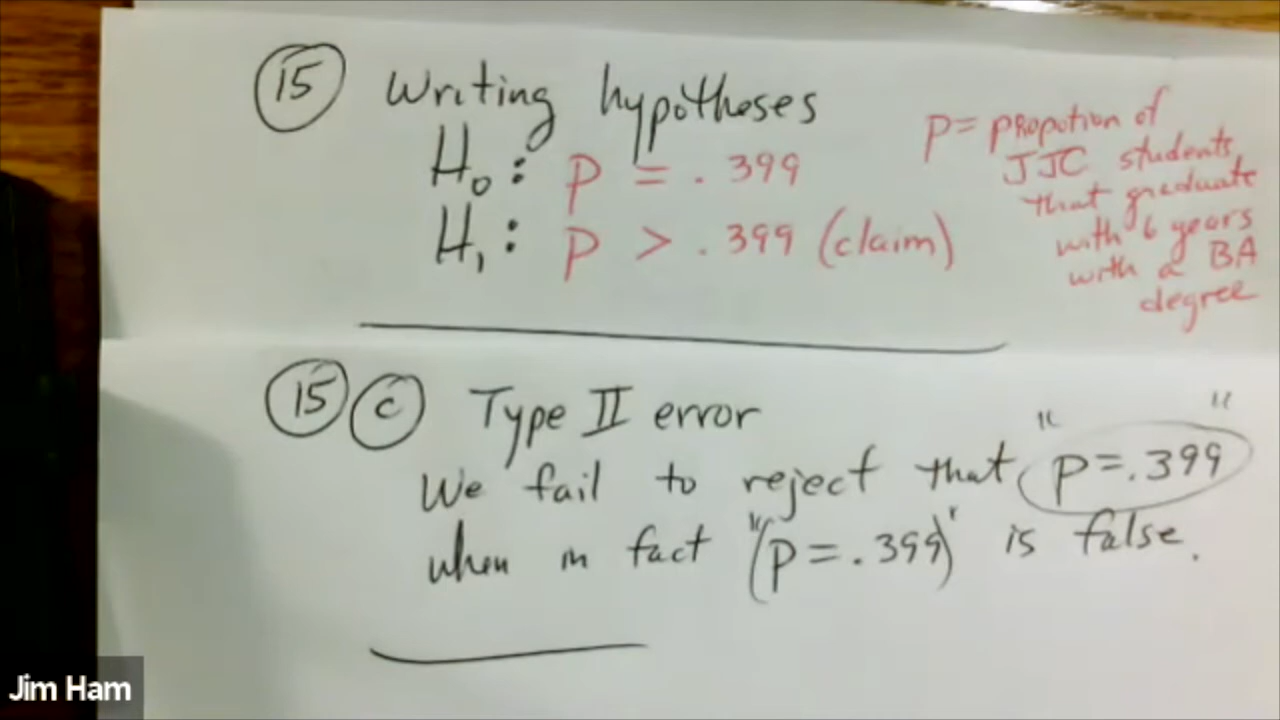 15 Writing hypotheses
H₀: p = .399
H₁: p > .399 (claim)
P = propotion of
JJC students
that graduate
with 6 years
with a BA
degree
15 c Type II error
We fail to reject that "p=.399"
when in fact "(p=.399)" is false.
Jim Ham